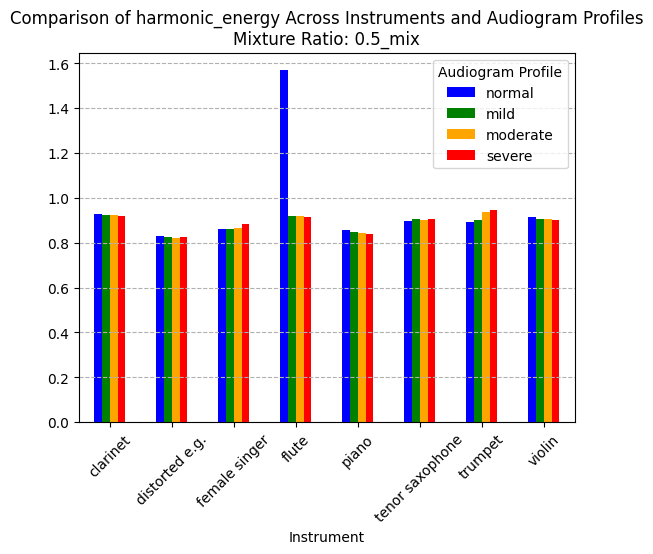 Comparison of harmonic_energy Across Instruments and Audiogram Profiles
Mixture Ratio: 0.5_mix
Audiogram Profile
normal
mild
moderate
severe
1.6
1.4
1.2
1.0
0.8
0.6
0.4
0.2
0.0
clarinet
distorted e.g.
female singer
flute
piano
tenor saxophone
trumpet
violin
Instrument